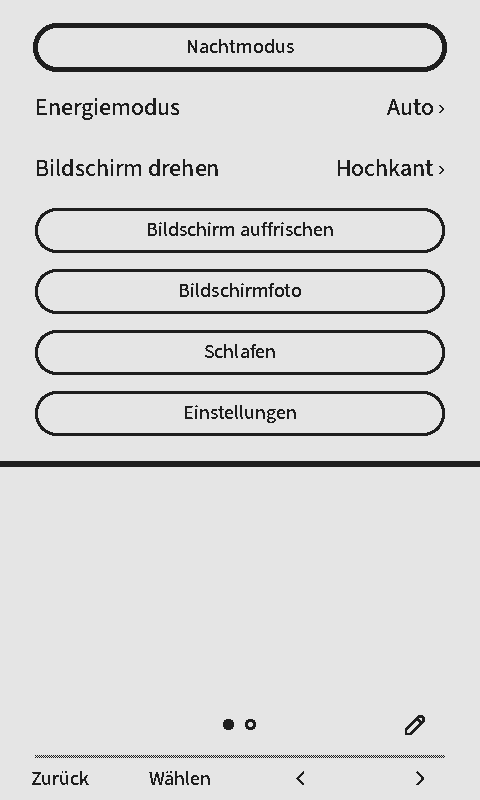 Nachtmodus
Energiemodus Auto ›
Bildschirm drehen Hochkant ›
Bildschirm auffrischen
Bildschirmfoto
Schlafen
Einstellungen
Zurück Wählen